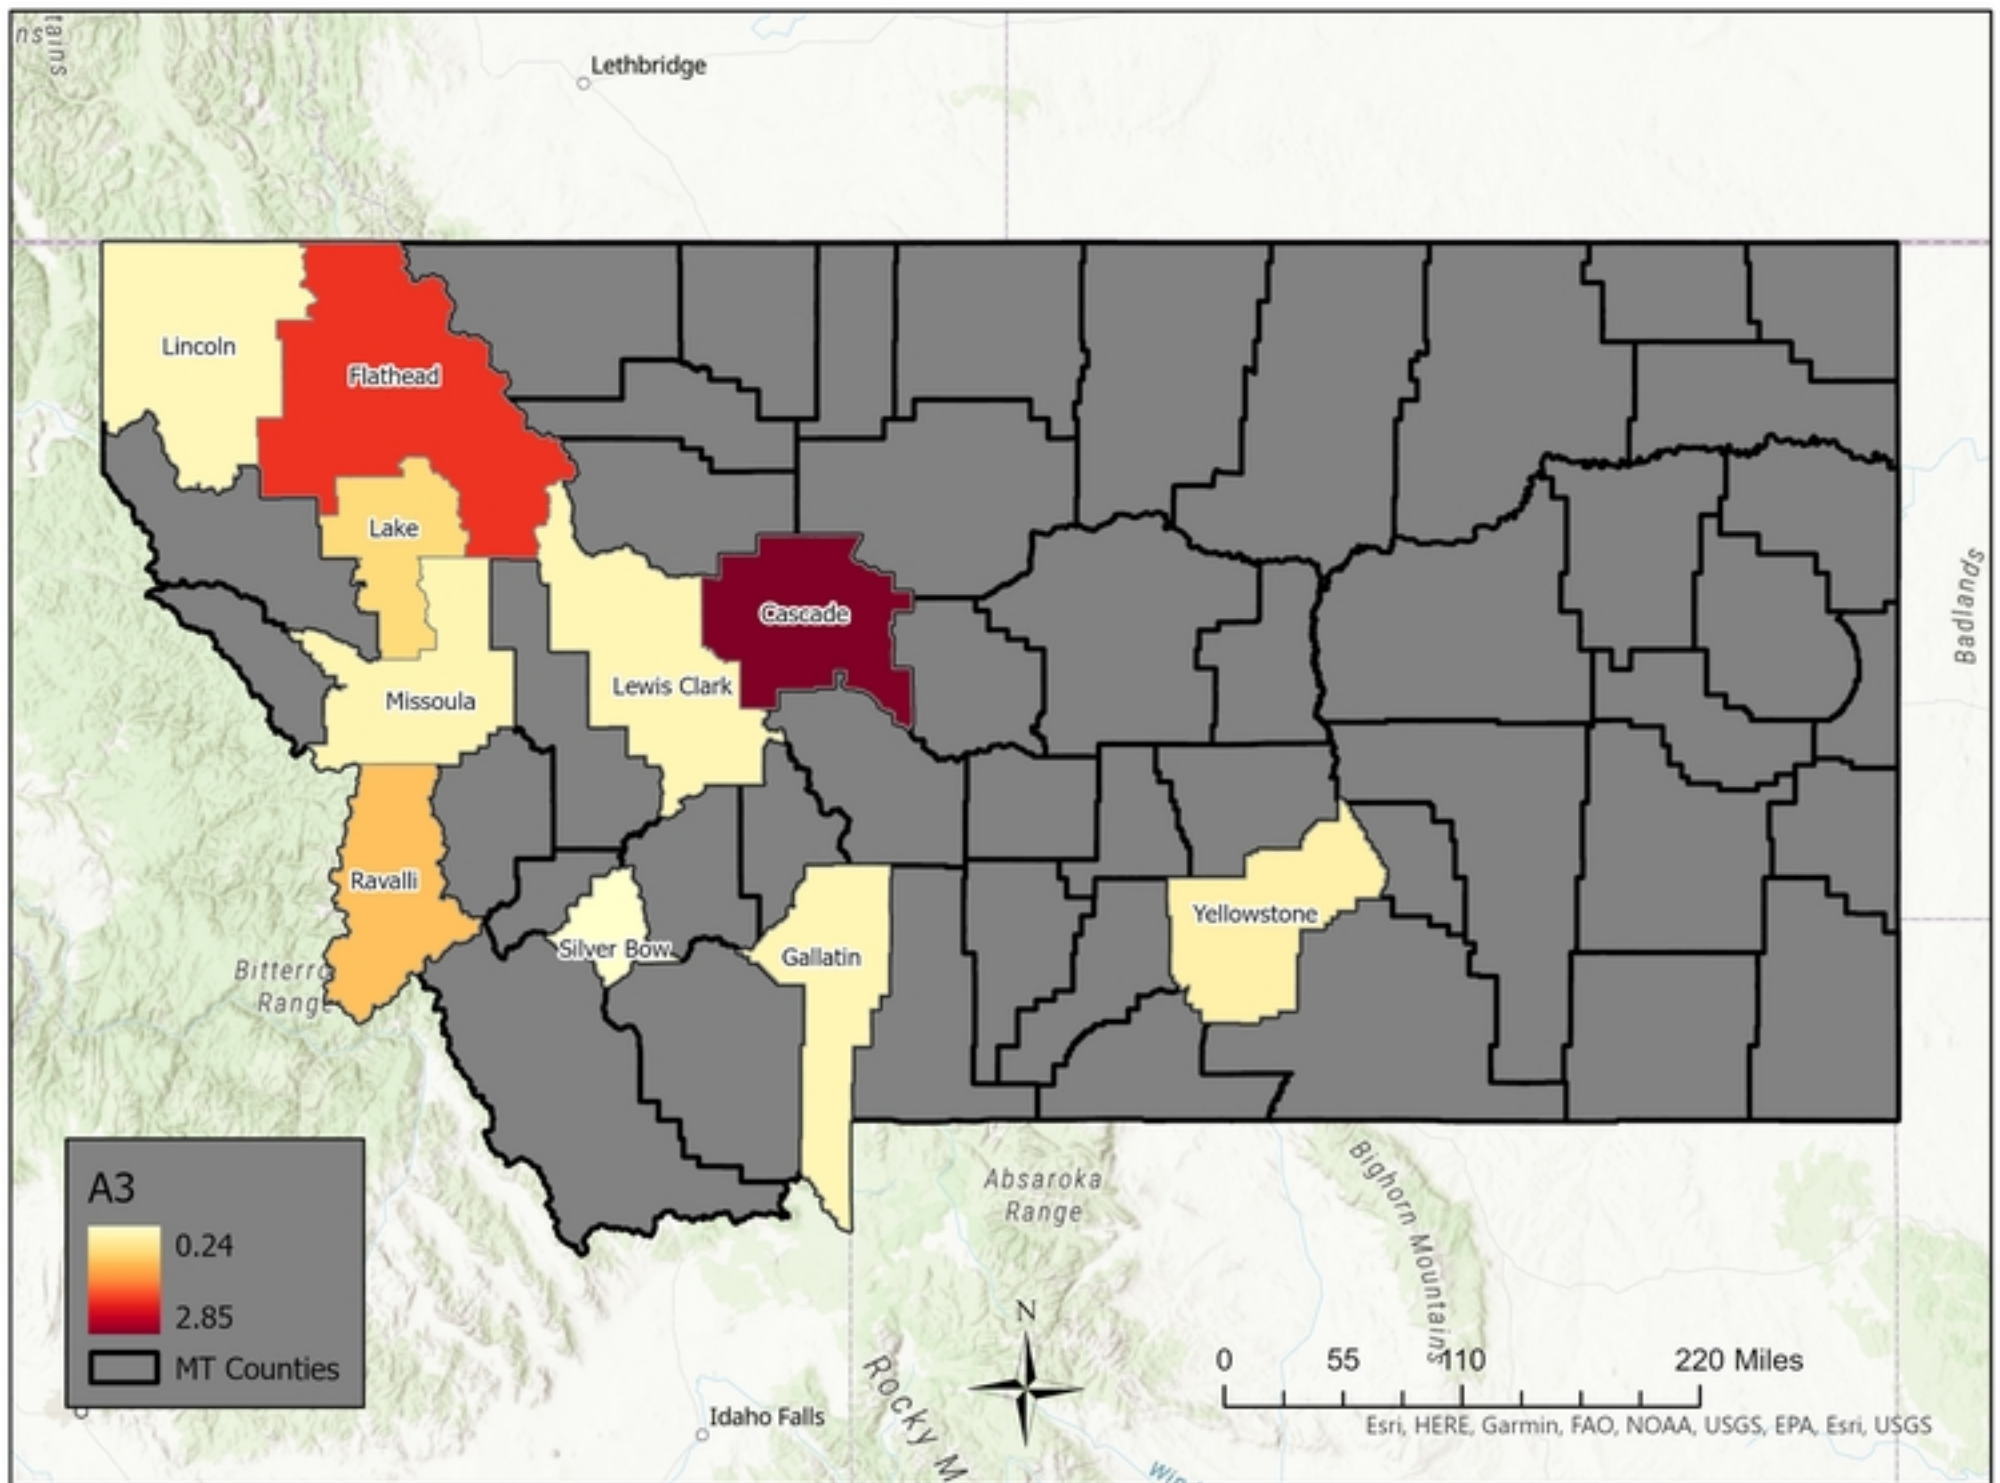 ns
tains
Lethbridge
Lincoln
Flathead
Lake
Cascade
Badlands
Lewis Clark
Missoula
Ravalli
Yellowstone
Silver Bow
Gallatin
Range
Absaroka
Range
Bighorn Mountains
A3
0.24
2.85
MT Counties
N
0 55 110 220 Miles
Rocky M
Idaho Falls
Esri, HERE, Garmin, FAO, NOAA, USGS, EPA, Esri, USGS